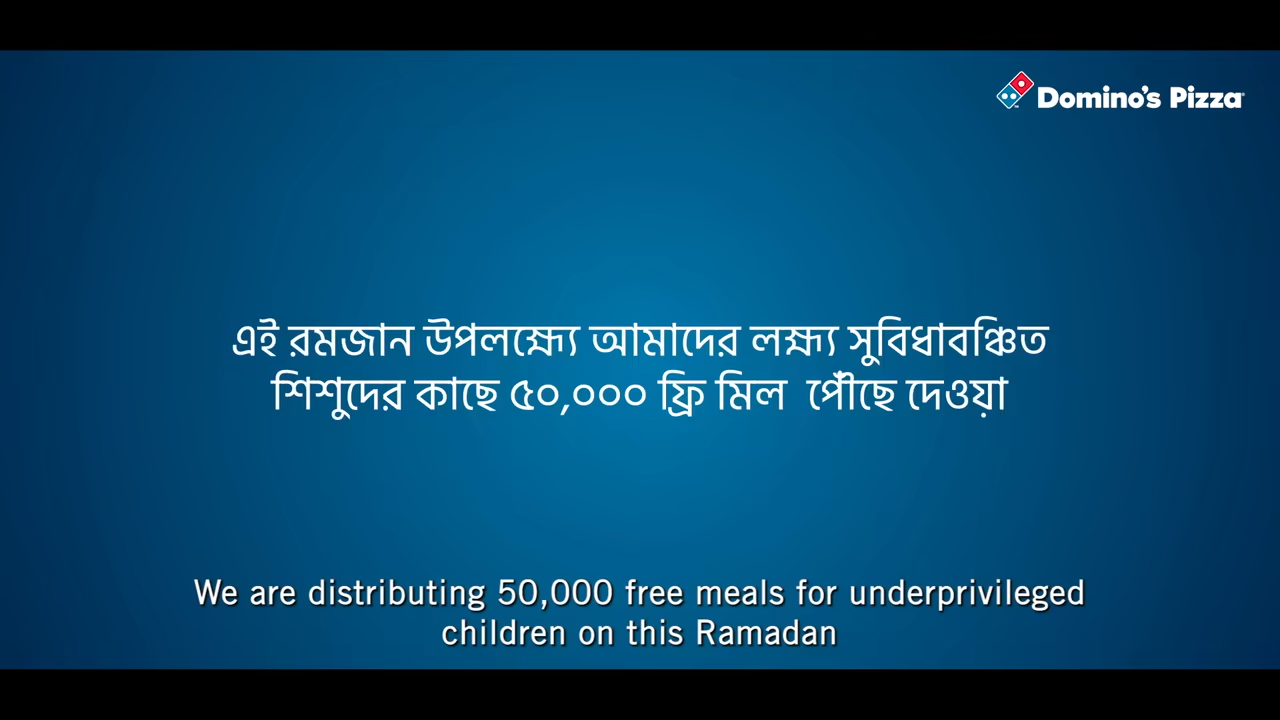 Domino's Pizza
এই রমজান উপলক্ষ্যে আমাদের লক্ষ্য সুবিধাবঞ্চিত
শিশুদের কাছে ৫০,০০০ ফ্রি মিল পৌঁছে দেওয়া
We are distributing 50,000 free meals for underprivileged
children on this Ramadan